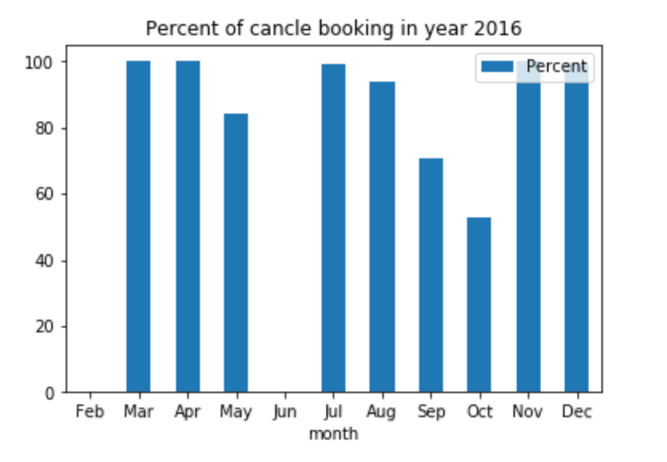 Percent of cancle booking in year 2016
Percent
100
80
60
40
20
0
Feb Mar Apr May Jun Jul Aug Sep Oct Nov Dec
month